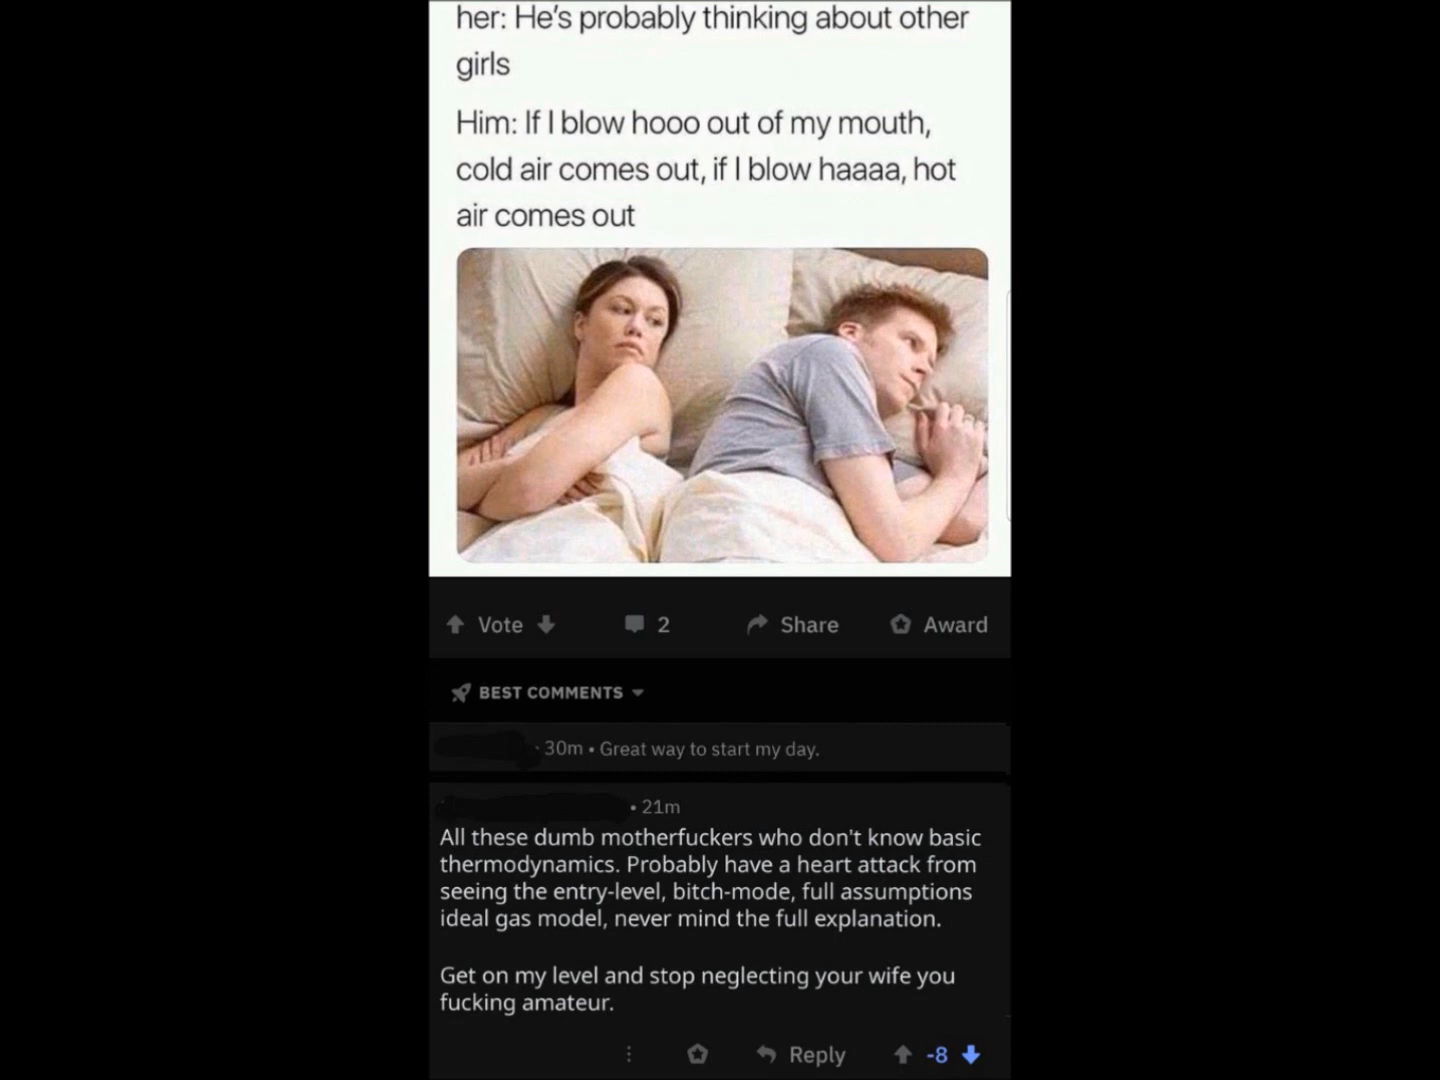 her: He's probably thinking about other
girls
Him: If I blow hooo out of my mouth,
cold air comes out, if I blow haaaa, hot
air comes out
Vote
2
Share
Award
BEST COMMENTS
• 30m • Great way to start my day.
• 21m
All these dumb motherfuckers who don't know basic
thermodynamics. Probably have a heart attack from
seeing the entry-level, bitch-mode, full assumptions
ideal gas model, never mind the full explanation.
Get on my level and stop neglecting your wife you
fucking amateur.
Reply
-8